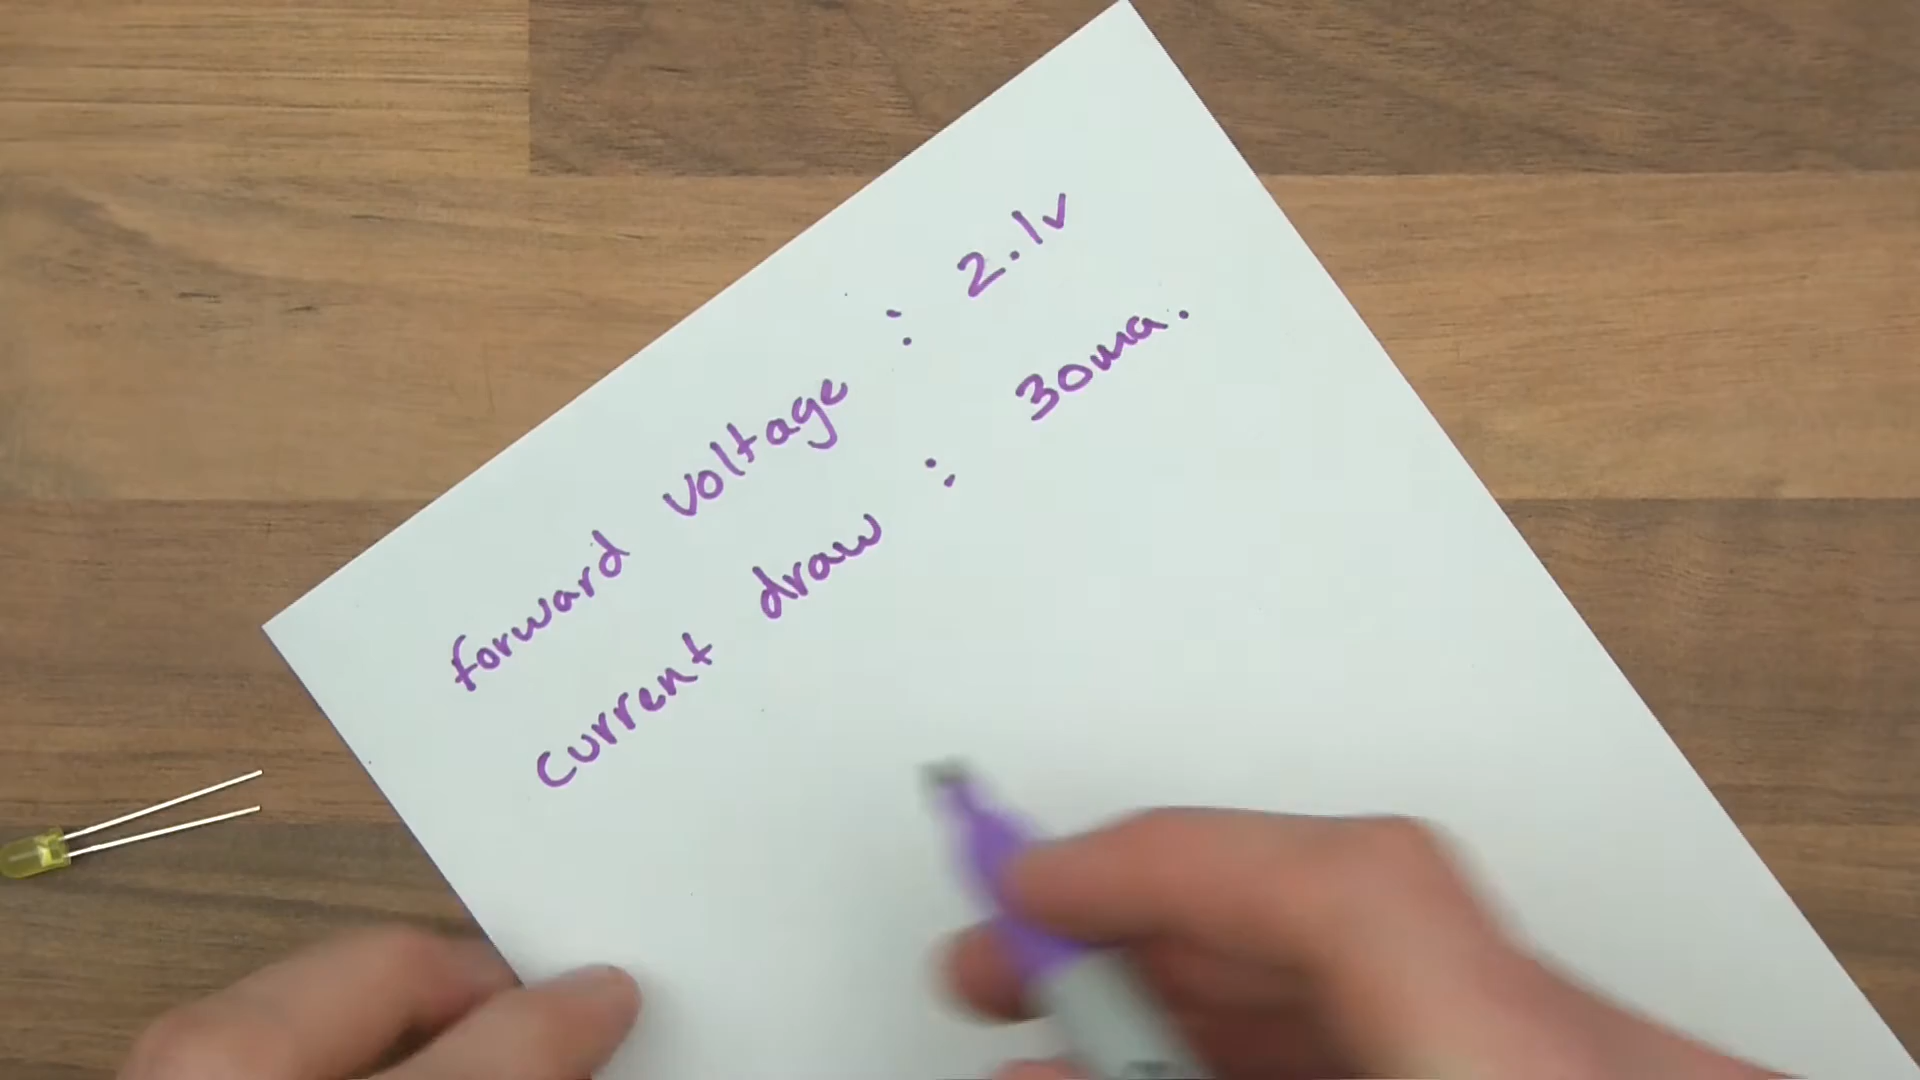 forward voltage : 2.1v
current draw : 30ma.